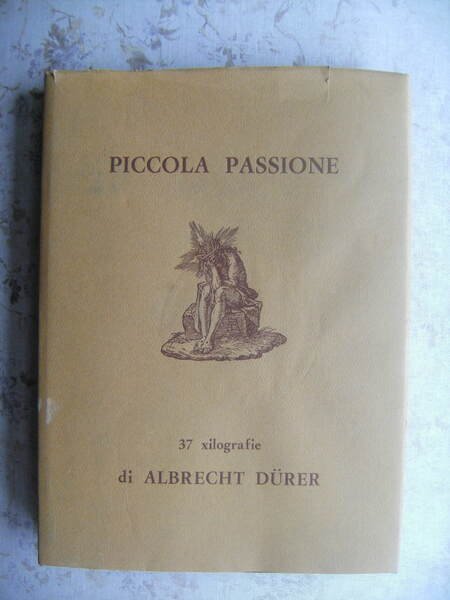 PICCOLA PASSIONE
37 xilografie
di ALBRECHT DÜRER